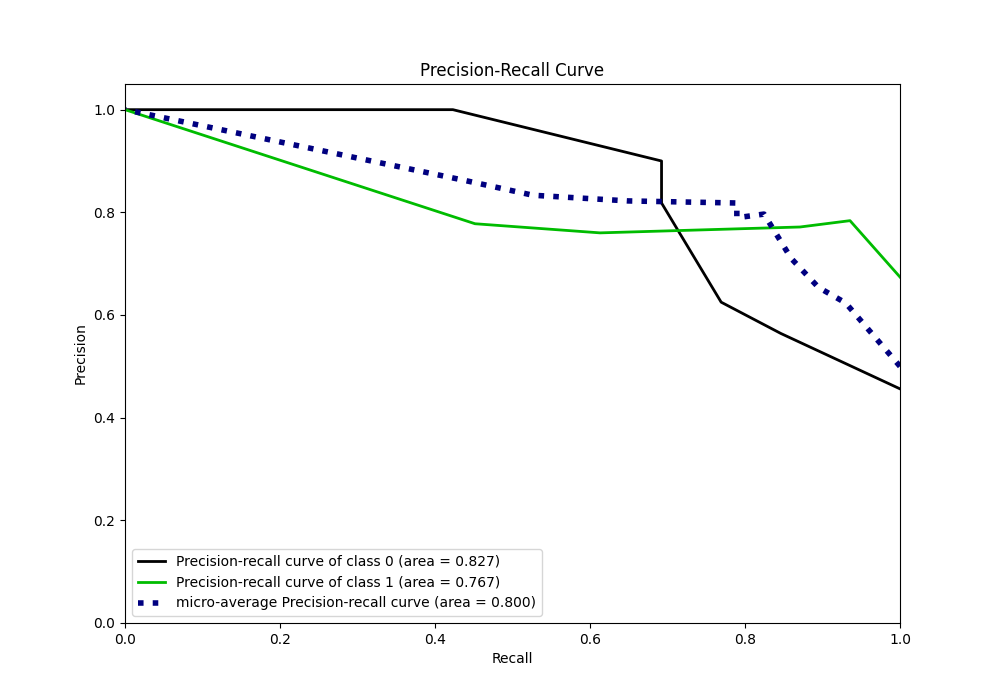 Precision-Recall Curve
Precision
1.0
0.8
0.6
0.4
0.2
0.0
Precision-recall curve of class 0 (area = 0.827)
Precision-recall curve of class 1 (area = 0.767)
micro-average Precision-recall curve (area = 0.800)
0.0 0.2 0.4 0.6 0.8 1.0
Recall